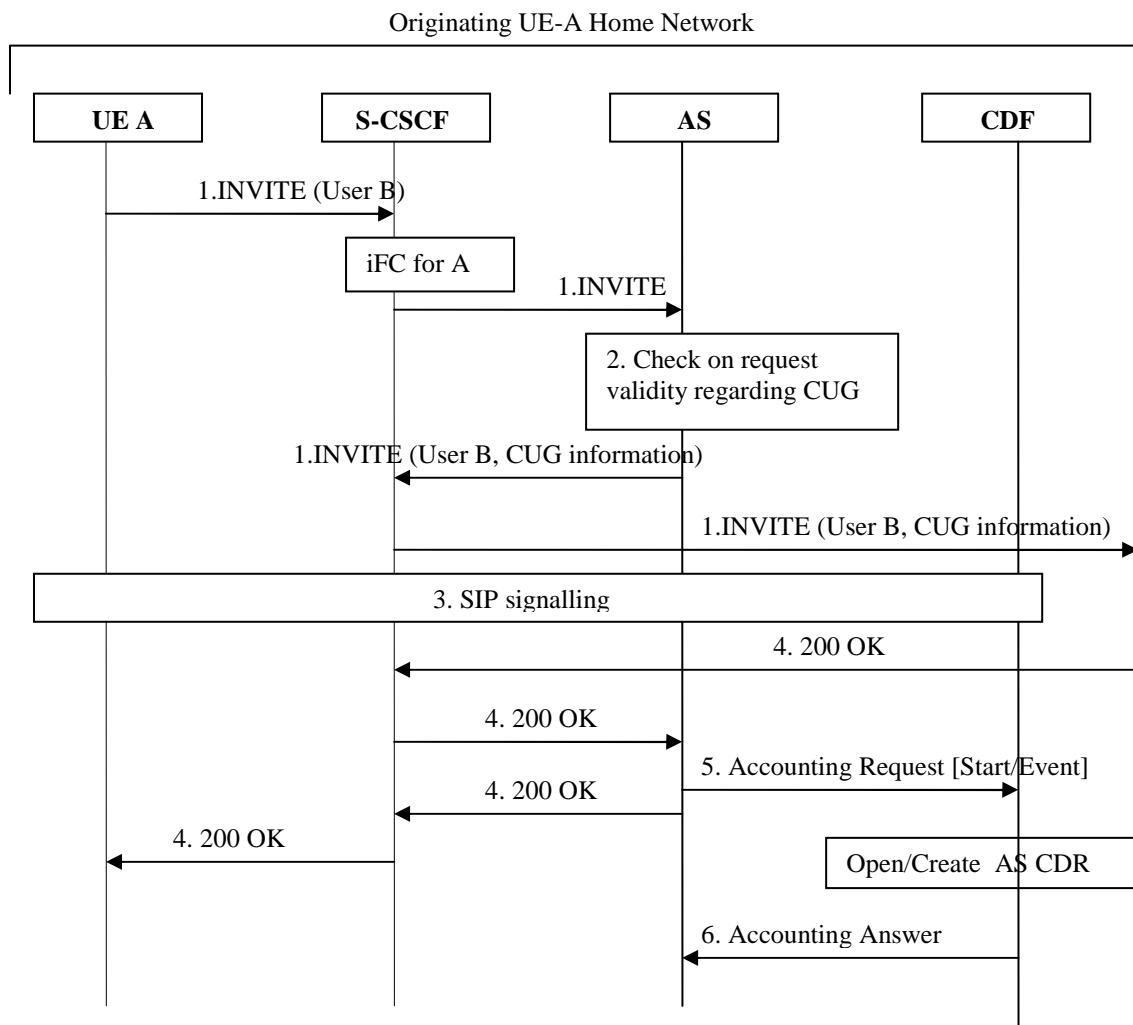 Originating UE-A Home Network
UE A
S-CSCF
AS
CDF
1.INVITE (User B)
iFC for A
1.INVITE
2. Check on request
validity regarding CUG
1.INVITE (User B, CUG information)
1.INVITE (User B, CUG information)
3. SIP signalling
4. 200 OK
4. 200 OK
5. Accounting Request [Start/Event]
4. 200 OK
4. 200 OK
Open/Create AS CDR
6. Accounting Answer